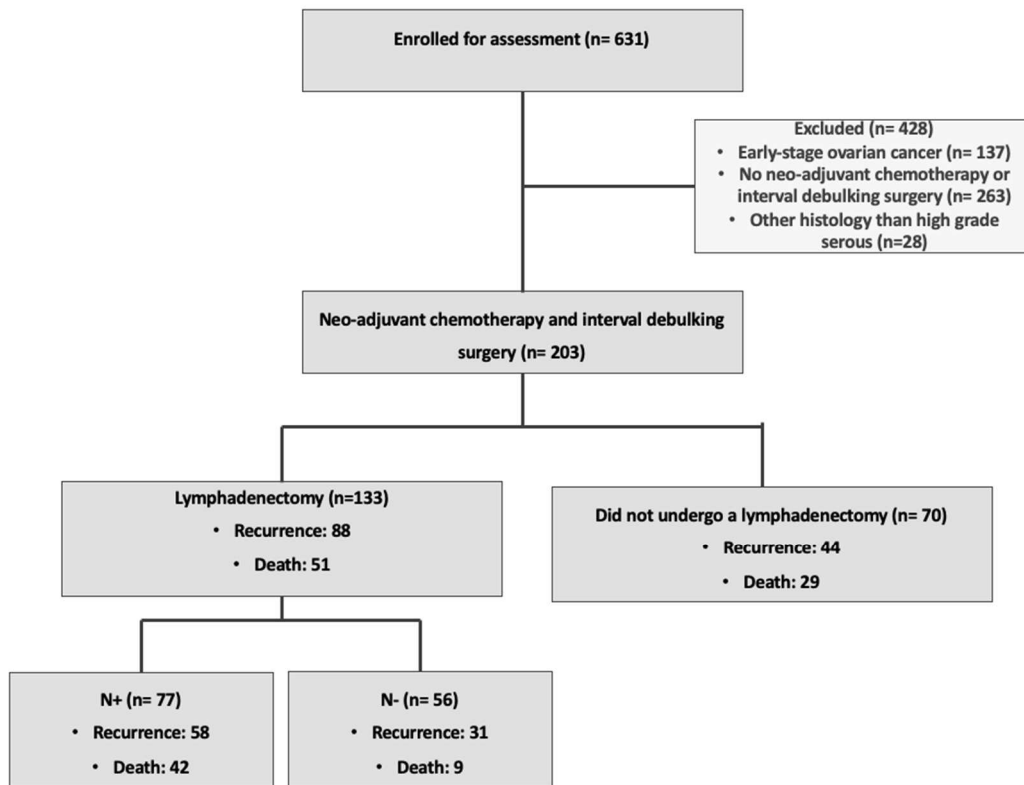 Enrolled for assessment (n= 631)
Excluded (n= 428)
• Early-stage ovarian cancer (n= 137)
• No neo-adjuvant chemotherapy or
interval debulking surgery (n= 263)
• Other histology than high grade
serous (n=28)
Neo-adjuvant chemotherapy and interval debulking
surgery (n= 203)
Lymphadenectomy (n=133)
• Recurrence: 88
• Death: 51
Did not undergo a lymphadenectomy (n= 70)
• Recurrence: 44
• Death: 29
N+ (n= 77)
• Recurrence: 58
• Death: 42
N- (n= 56)
• Recurrence: 31
• Death: 9